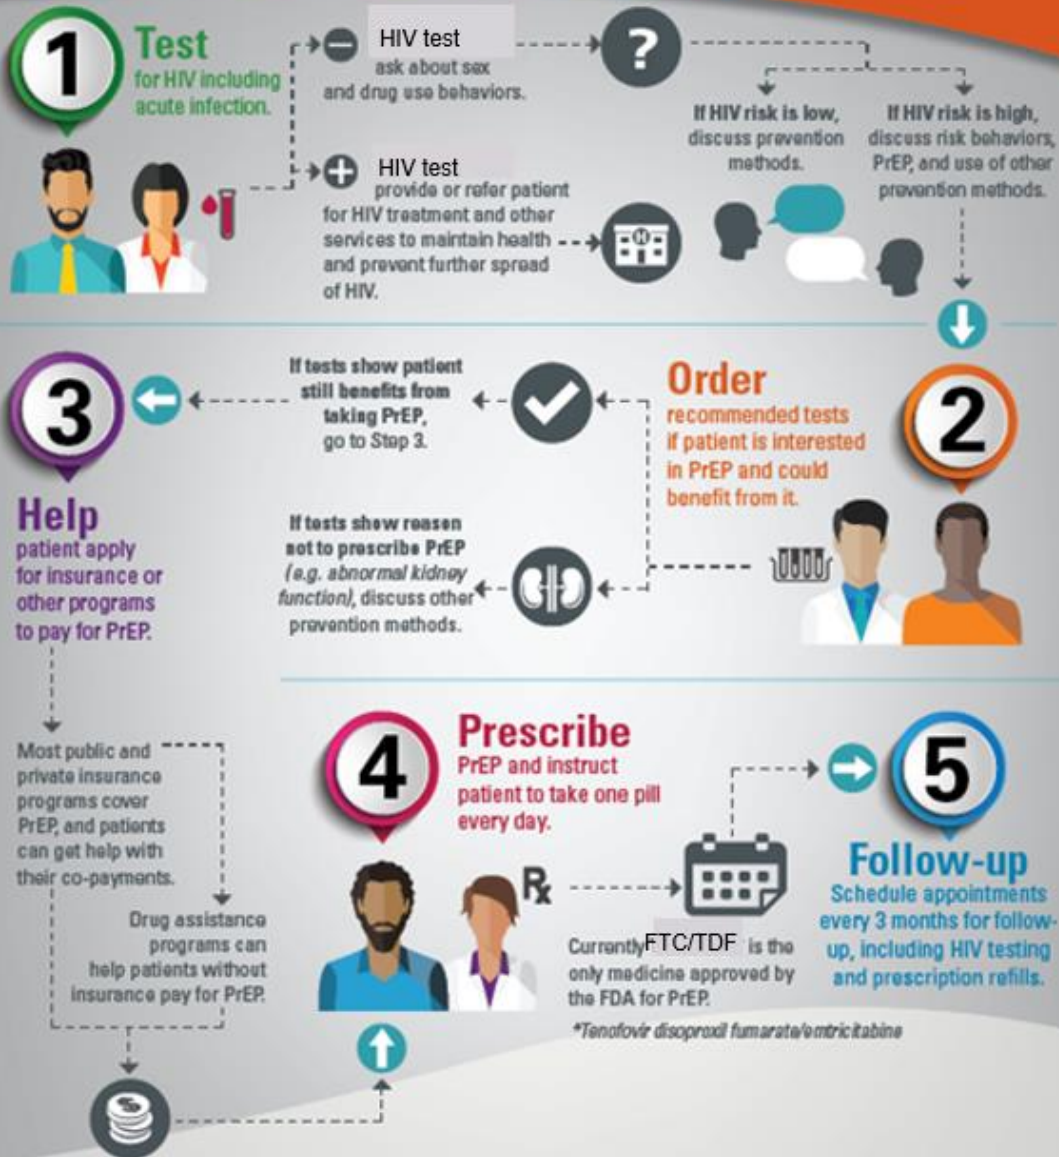 1
Test
for HIV including
acute infection.
HIV test
ask about sex
and drug use behaviors.
?
If HIV risk is low,
discuss prevention
methods.
If HIV risk is high,
discuss risk behaviors,
PrEP, and use of other
prevention methods.
HIV test
provide or refer patient
for HIV treatment and other
services to maintain health
and prevent further spread
of HIV.
H
2
Order
recommended tests
if patient is interested
in PrEP and could
benefit from it.
If tests show patient
still benefits from
taking PrEP,
go to Step 3.
If tests show reason
not to prescribe PrEP
(e.g. abnormal kidney
function), discuss other
prevention methods.
3
Help
patient apply
for insurance or
other programs
to pay for PrEP.
Most public and
private insurance
programs cover
PrEP, and patients
can get help with
their co-payments.
Drug assistance
programs can
help patients without
insurance pay for PrEP.
$
4
Prescribe
PrEP and instruct
patient to take one pill
every day.
Rx
Currently FTC/TDF is the
only medicine approved by
the FDA for PrEP.
*Tenofovir disoproxil fumarate/emtricitabine
5
Follow-up
Schedule appointments
every 3 months for follow-
up, including HIV testing
and prescription refills.